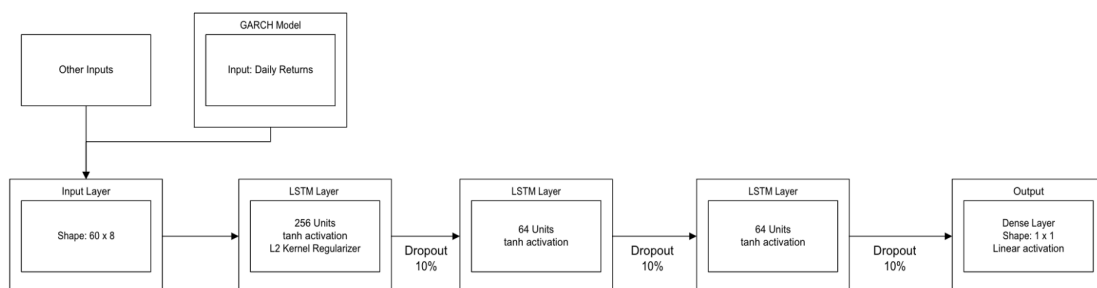 GARCH Model
Other Inputs
Input: Daily Returns
Input Layer
Shape: 60 x 8
LSTM Layer
256 Units
tanh activation
L2 Kernel Regularizer
Dropout
10%
LSTM Layer
64 Units
tanh activation
Dropout
10%
LSTM Layer
64 Units
tanh activation
Dropout
10%
Output
Dense Layer
Shape: 1 x 1
Linear activation